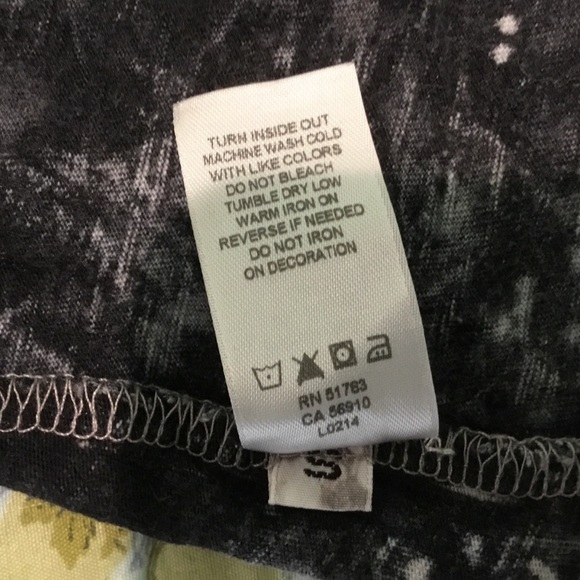 TURN INSIDE OUT
MACHINE WASH COLD
WITH LIKE COLORS
DO NOT BLEACH
TUMBLE DRY LOW
WARM IRON ON
REVERSE IF NEEDED
DO NOT IRON
ON DECORATION
RN 51763
CA 56910
L0214